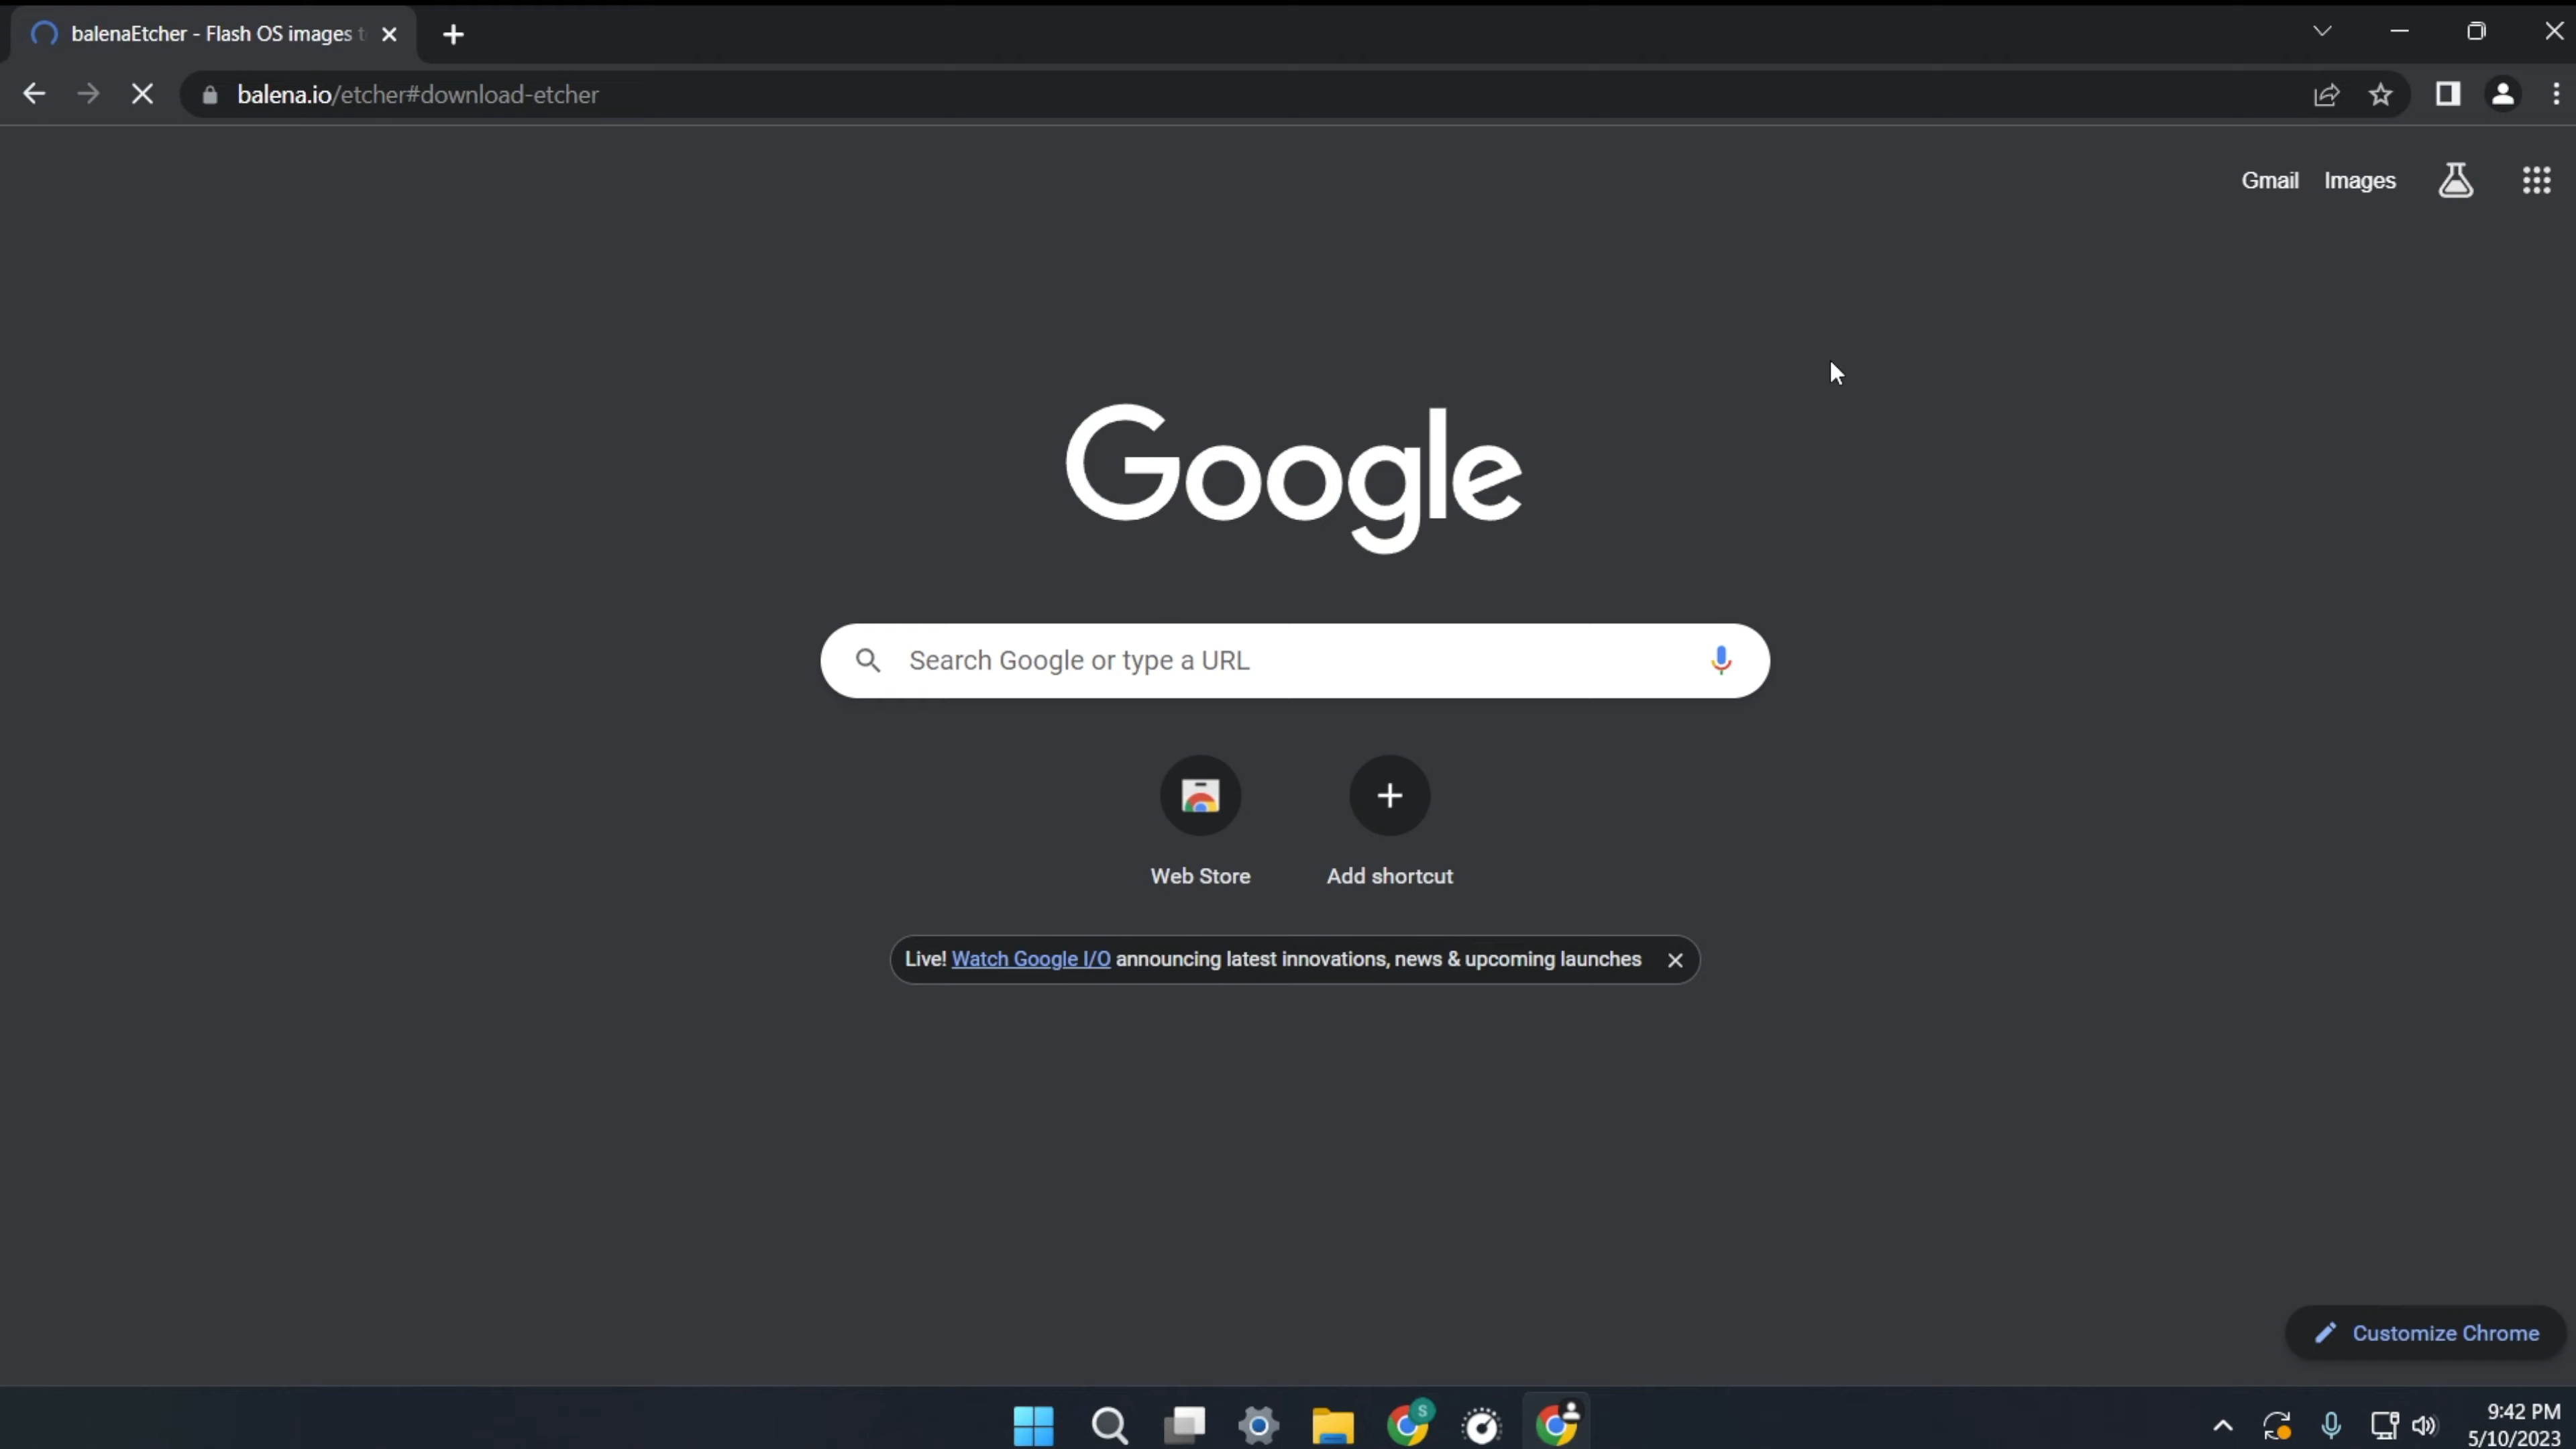 balenaEtcher - Flash OS images t
balena.io/etcher#download-etcher
Gmail Images
Google
Search Google or type a URL
Web Store
Add shortcut
Live! Watch Google I/O announcing latest innovations, news & upcoming launches
Customize Chrome
S
9:42 PM
5/10/2023